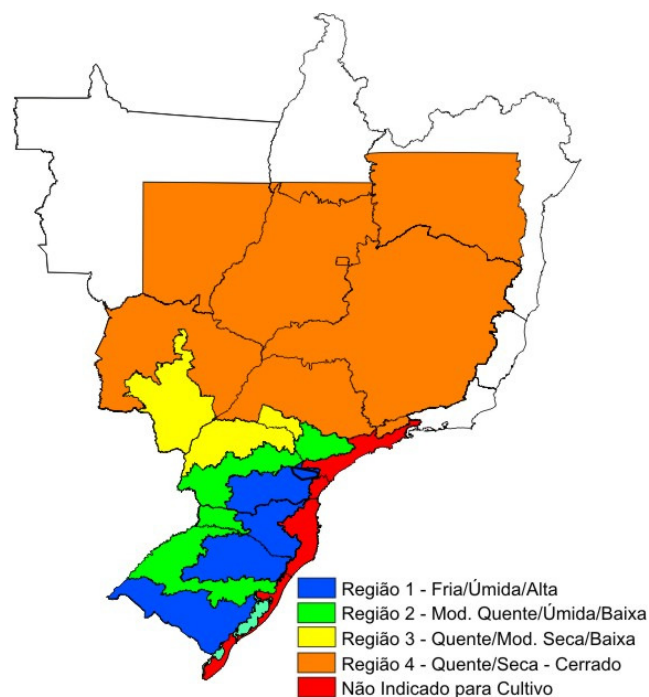 Região 1 - Fria/Úmida/Alta
Região 2 - Mod. Quente/Úmida/Baixa
Região 3 - Quente/Mod. Seca/Baixa
Região 4 - Quente/Seca - Cerrado
Não Indicado para Cultivo